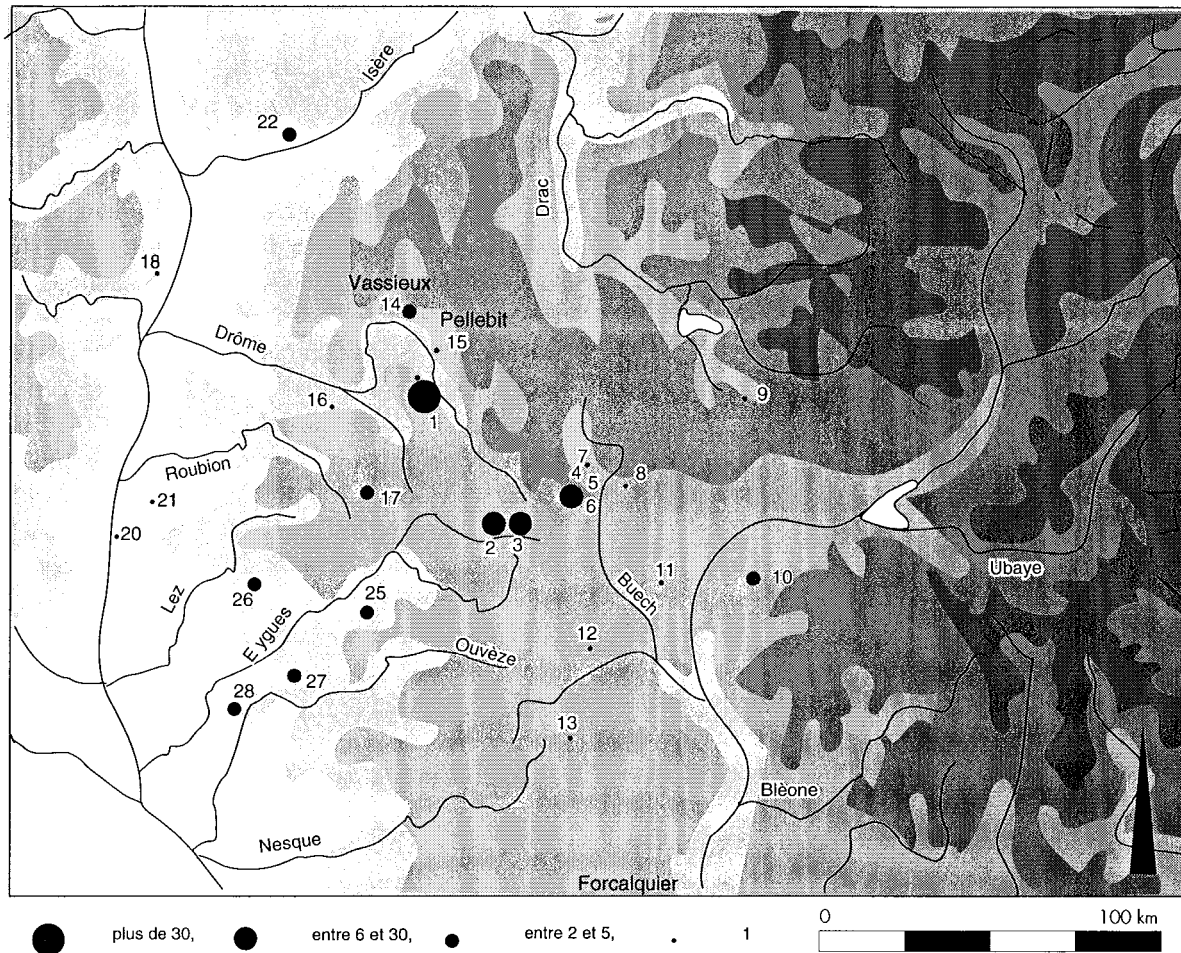 Isère
22
Drac
18
Vassieux
14
Pellebit
15
Drôme
16
1
9
7
4
5
8
6
Roubion
17
21
20
2
3
Ubaye
Lez
26
25
Eygues
Buech
11
10
Ouvèze
12
27
28
13
Blèone
Nesque
Forcalquier
plus de 30,
entre 6 et 30,
entre 2 et 5,
1
0
100 km